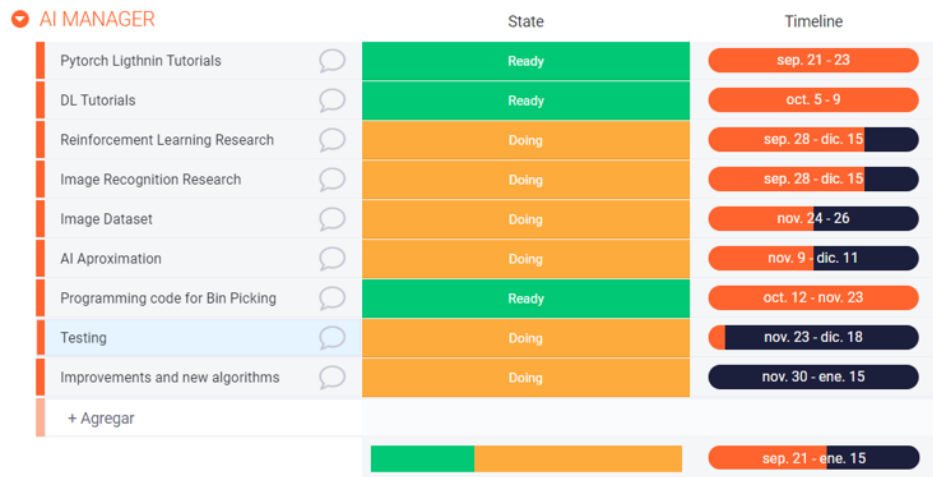 AI MANAGER State Timeline
Pytorch Ligthnin Tutorials Ready sep. 21 - 23
DL Tutorials Ready oct. 5 - 9
Reinforcement Learning Research Doing sep. 28 - dic. 15
Image Recognition Research Doing sep. 28 - dic. 15
Image Dataset Doing nov. 24 - 26
AI Aproximation Doing nov. 9 - dic. 11
Programming code for Bin Picking Ready oct. 12 - nov. 23
Testing Doing nov. 23 - dic. 18
Improvements and new algorithms Doing nov. 30 - ene. 15
+ Agregar
sep. 21 - ene. 15